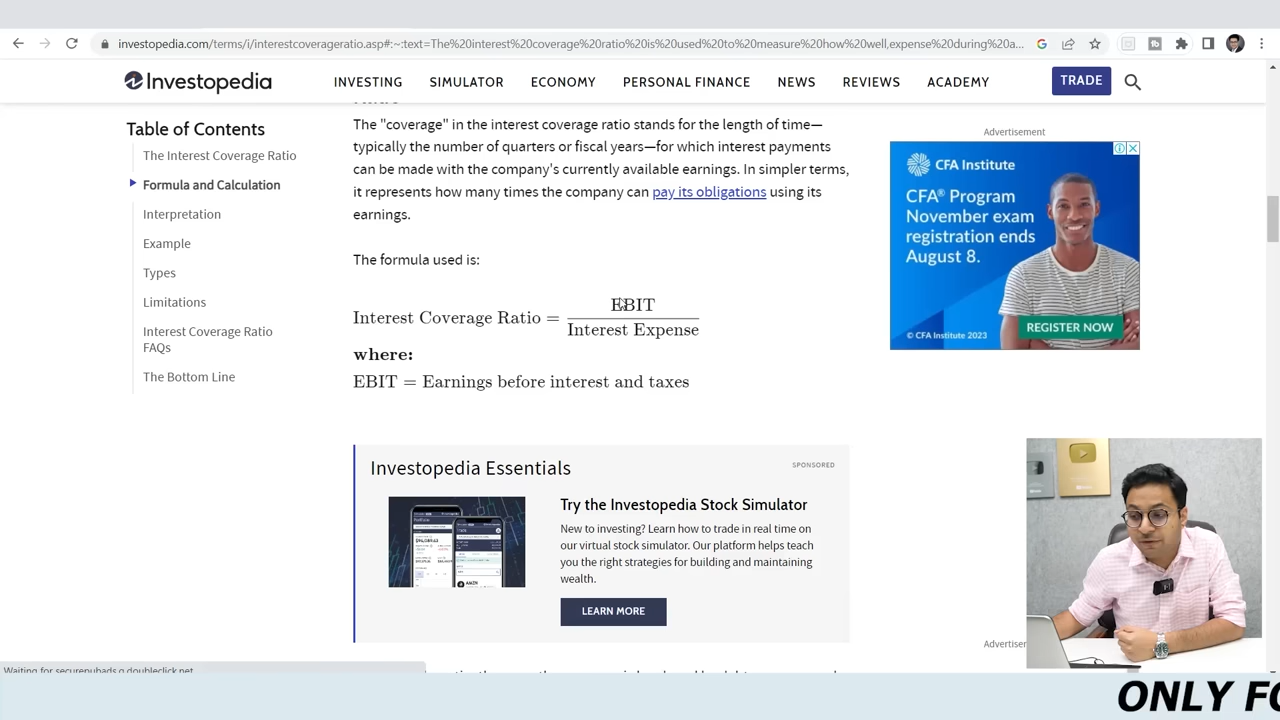 investopedia.com/terms/i/interestcoverageratio.asp#:~:text=The%20interest%20coverage%20ratio%20is%20used%20to%20measure%20how%20well,expense%20during%20a...
Investopedia
INVESTING SIMULATOR ECONOMY PERSONAL FINANCE NEWS REVIEWS ACADEMY TRADE
Table of Contents
The Interest Coverage Ratio
Formula and Calculation
Interpretation
Example
Types
Limitations
Interest Coverage Ratio
FAQs
The Bottom Line
The "coverage" in the interest coverage ratio stands for the length of time—
typically the number of quarters or fiscal years—for which interest payments
can be made with the company's currently available earnings. In simpler terms,
it represents how many times the company can pay its obligations using its
earnings.
The formula used is:
Interest Coverage Ratio = EBIT / Interest Expense
where:
EBIT = Earnings before interest and taxes
Investopedia Essentials
SPONSORED
Try the Investopedia Stock Simulator
New to investing? Learn how to trade in real time on
our virtual stock simulator. Our platform helps teach
you the right strategies for building and maintaining
wealth.
LEARN MORE
Advertisement
CFA Institute
CFA® Program
November exam
registration ends
August 8.
REGISTER NOW
© CFA Institute 2023
Waiting for securepubads.g.doubleclick.net
ONLY FO